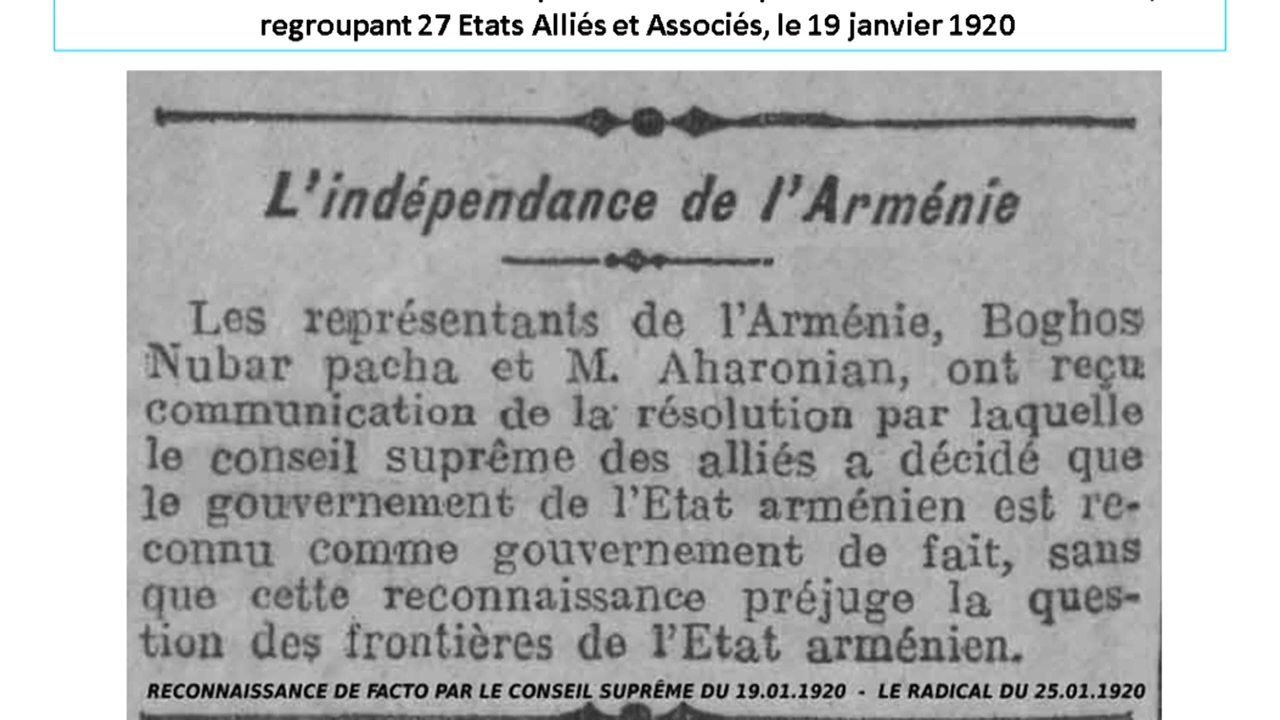 regroupant 27 Etats Alliés et Associés, le 19 janvier 1920
L'indépendance de l'Arménie
Les représentants de l'Arménie, Boghos
Nubar pacha et M. Aharonian, ont reçu
communication de la résolution par laquelle
le conseil suprême des alliés a décidé que
le gouvernement de l'Etat arménien est re-
connu comme gouvernement de fait, sans
que cette reconnaissance préjuge la ques-
tion des frontières de l'Etat arménien.
RECONNAISSANCE DE FACTO PAR LE CONSEIL SUPRÊME DU 19.01.1920 - LE RADICAL DU 25.01.1920